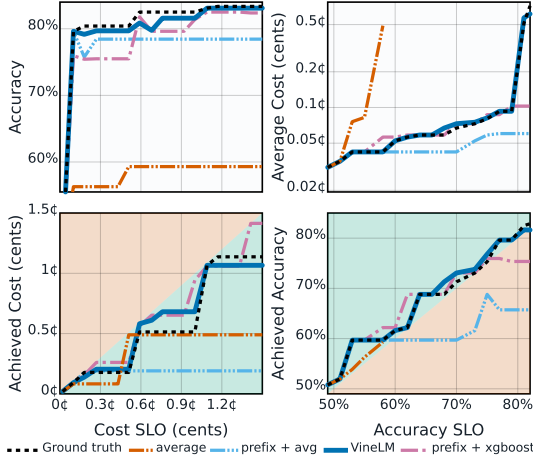 80%
70%
60%
Accuracy
0.5¢
0.2¢
0.1¢
0.05¢
0.02¢
Average Cost (cents)
1.5¢
1¢
0.5¢
0¢
Achieved Cost (cents)
0¢ 0.3¢ 0.6¢ 0.9¢ 1.2¢
Cost SLO (cents)
80%
70%
60%
50%
Achieved Accuracy
50% 60% 70% 80%
Accuracy SLO
Ground truth average prefix + avg VineLM prefix + xgboost